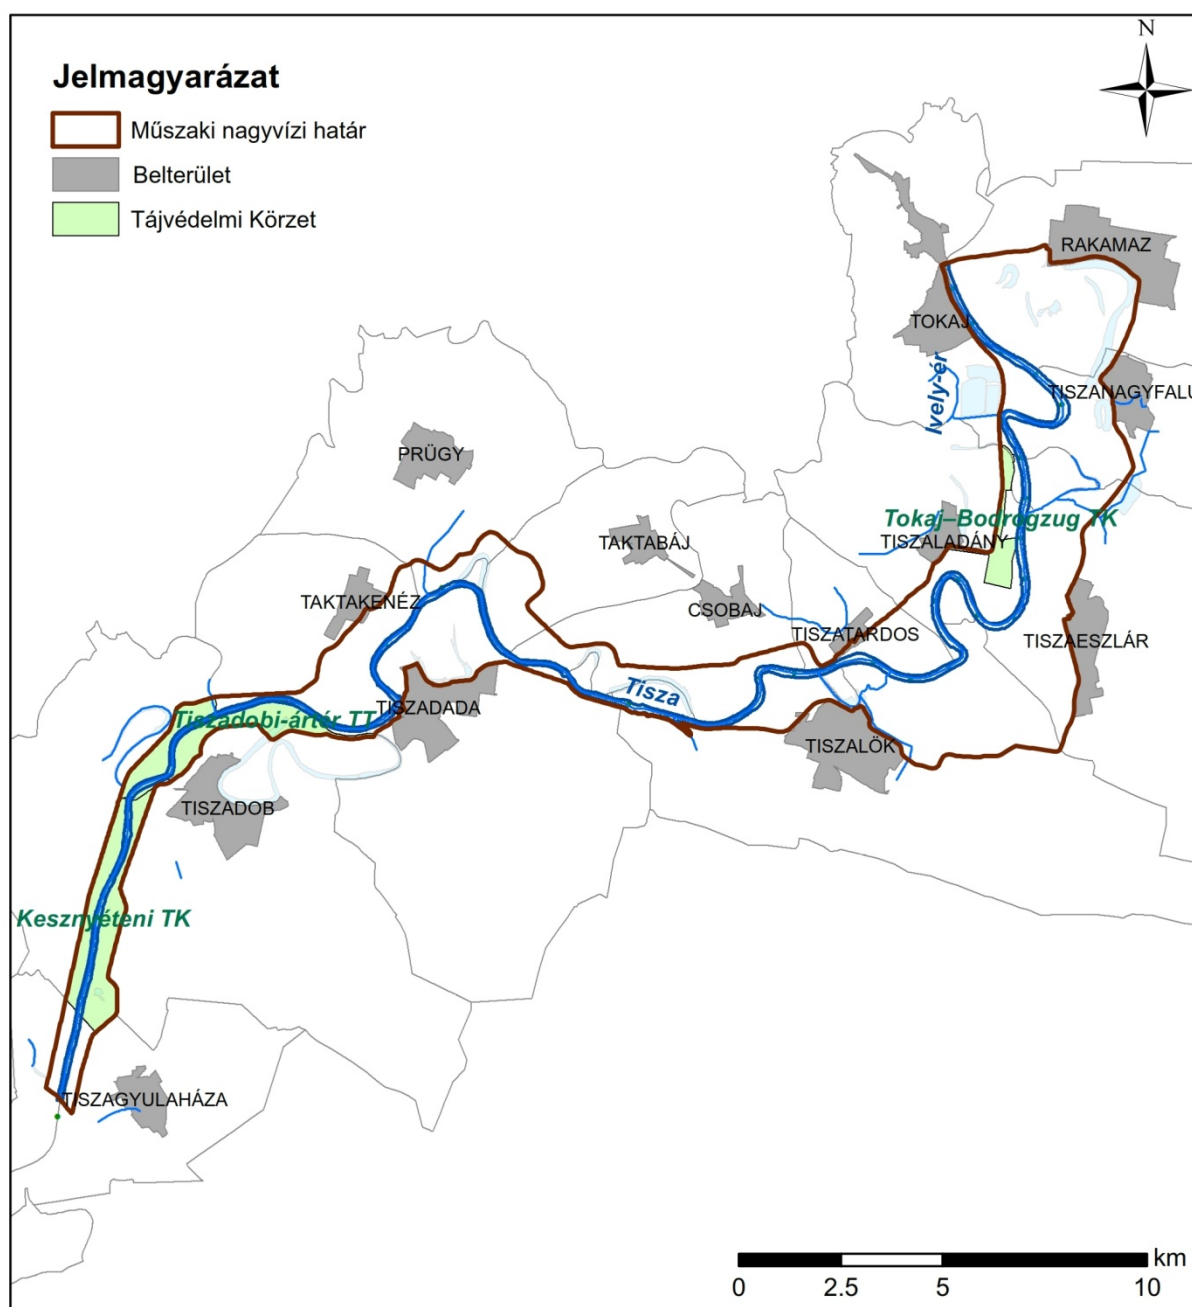 N
Jelmagyarázat
Műszaki nagyvízi határ
Belterület
Tájvédelmi Körzet
RAKAMAZ
TOKAJ
Ively-ér
TISZANAGYFALU
PRÜGY
Tokaj–Bodrogzug TK
TISZALADÁNY
TAKTABÁJ
TAKTAKENÉZ
CSOBAJ
TISZATARDOS
TISZAESZLÁR
Tisza
TISZADADA
Tiszadobi-ártér TT
TISZALÖK
TISZADOB
Kesznyéteni TK
TISZAGYULAHÁZA
km
0 2.5 5 10